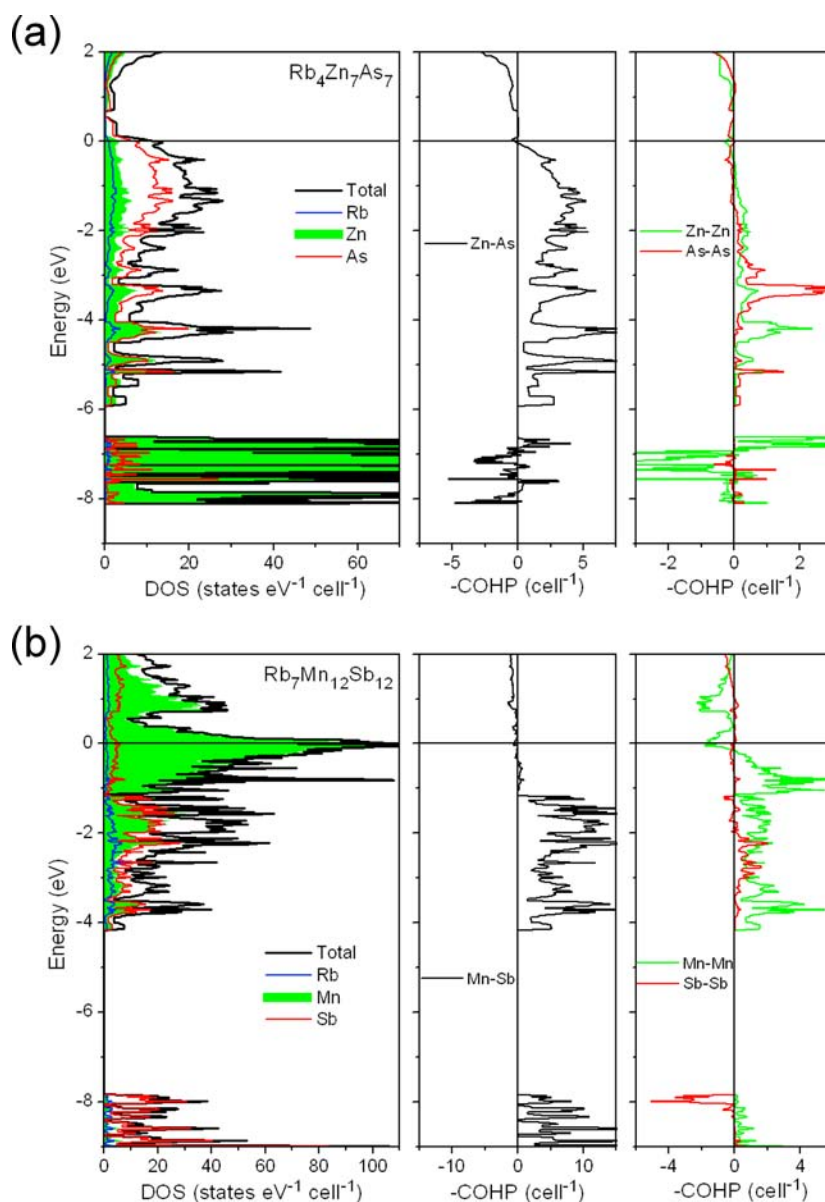 (a)
Rb4Zn7As7
Energy (eV)
2
0
-2
-4
-6
-8
Total
Rb
Zn
As
Zn-As
Zn-Zn
As-As
0 20 40 60
-5 0 5
-2 0 2
DOS (states eV⁻¹ cell⁻¹)
-COHP (cell⁻¹)
-COHP (cell⁻¹)
(b)
Rb7Mn12Sb12
Energy (eV)
2
0
-2
-4
-6
-8
Total
Rb
Mn
Sb
Mn-Sb
Mn-Mn
Sb-Sb
0 20 40 60 80 100
-10 0 10
-4 0 4
DOS (states eV⁻¹ cell⁻¹)
-COHP (cell⁻¹)
-COHP (cell⁻¹)